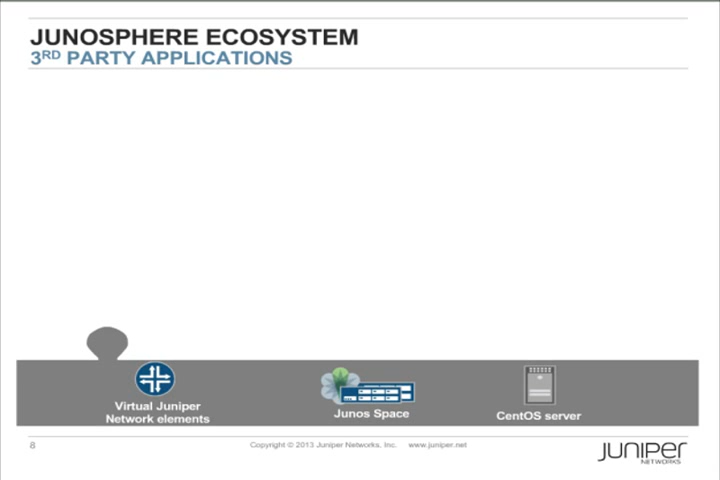 JUNOSPHERE ECOSYSTEM
3RD PARTY APPLICATIONS
Virtual Juniper
Network elements
Junos Space
CentOS server
8
Copyright © 2013 Juniper Networks, Inc. www.juniper.net
JUNIPER
NETWORKS